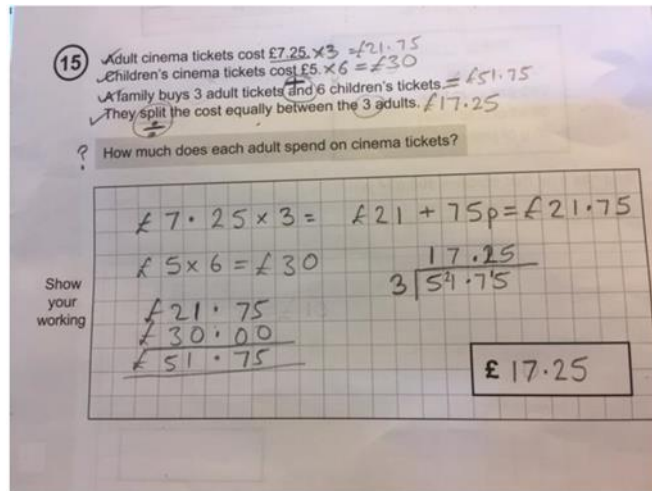 15
Adult cinema tickets cost £7.25. ×3 = £21.75
Children's cinema tickets cost £5. ×6 = £30
+
A family buys 3 adult tickets and 6 children's tickets. = £51.75
They split the cost equally between the 3 adults. £17.25
÷
? How much does each adult spend on cinema tickets?
£7.25 × 3 = £21 + 75p = £21.75
£5 × 6 = £30
17.25
3 51 7 5
Show
your
working
£21.75
£30.00
£51.75
£ 17.25